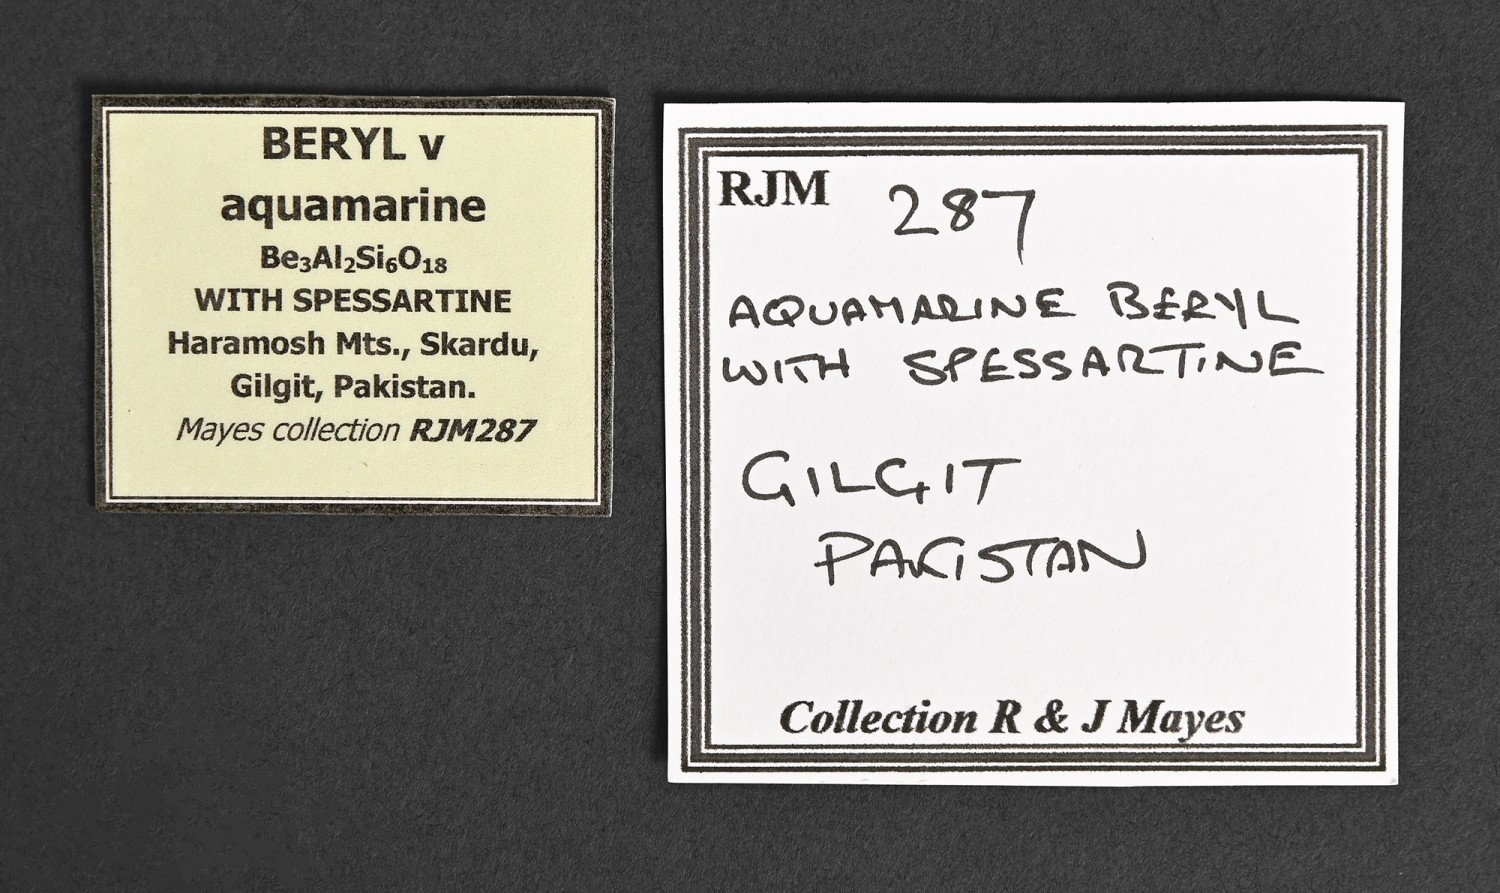 BERYL v
aquamarine
Be₃Al₂Si₆O₁₈
WITH SPESSARTINE
Haramosh Mts., Skardu,
Gilgit, Pakistan.
Mayes collection RJM287
RJM 287
AQUAMARINE BERYL
WITH SPESSARTINE
GILGIT
PAKISTAN
Collection R & J Mayes